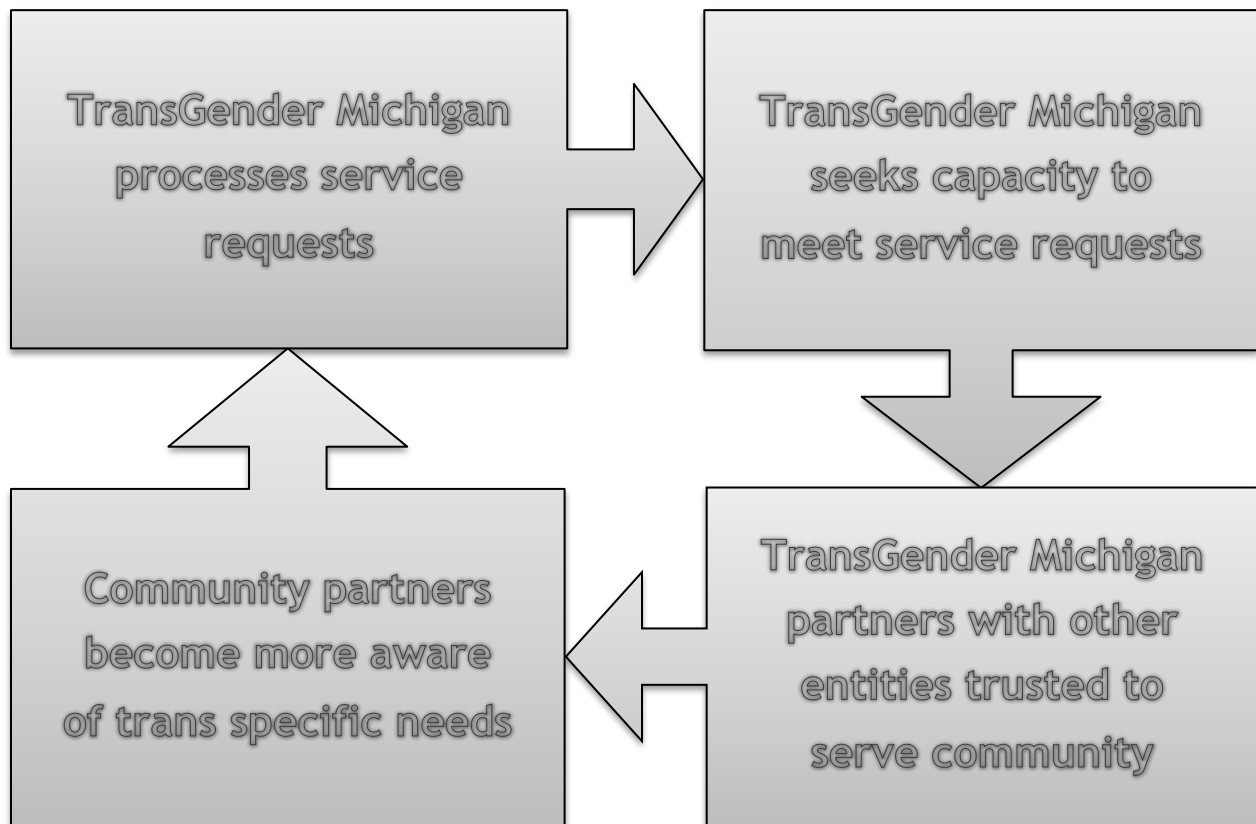 TransGender Michigan
processes service
requests
TransGender Michigan
seeks capacity to
meet service requests
TransGender Michigan
partners with other
entities trusted to
serve community
Community partners
become more aware
of trans specific needs